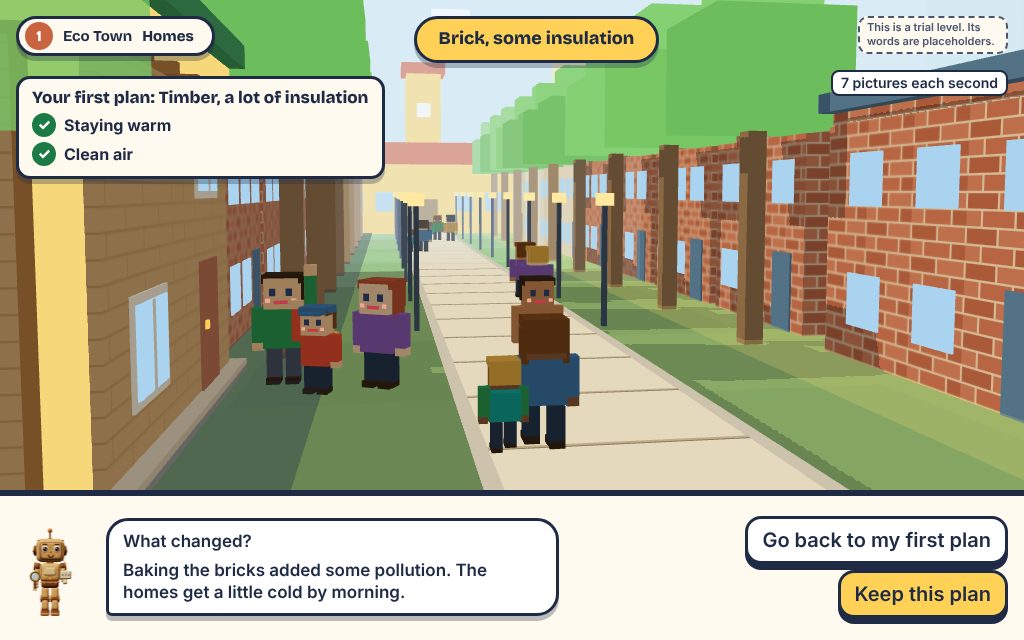 1 Eco Town Homes
Brick, some insulation
This is a trial level. Its
words are placeholders.
7 pictures each second
Your first plan: Timber, a lot of insulation
Staying warm
Clean air
What changed?
Baking the bricks added some pollution. The
homes get a little cold by morning.
Go back to my first plan
Keep this plan